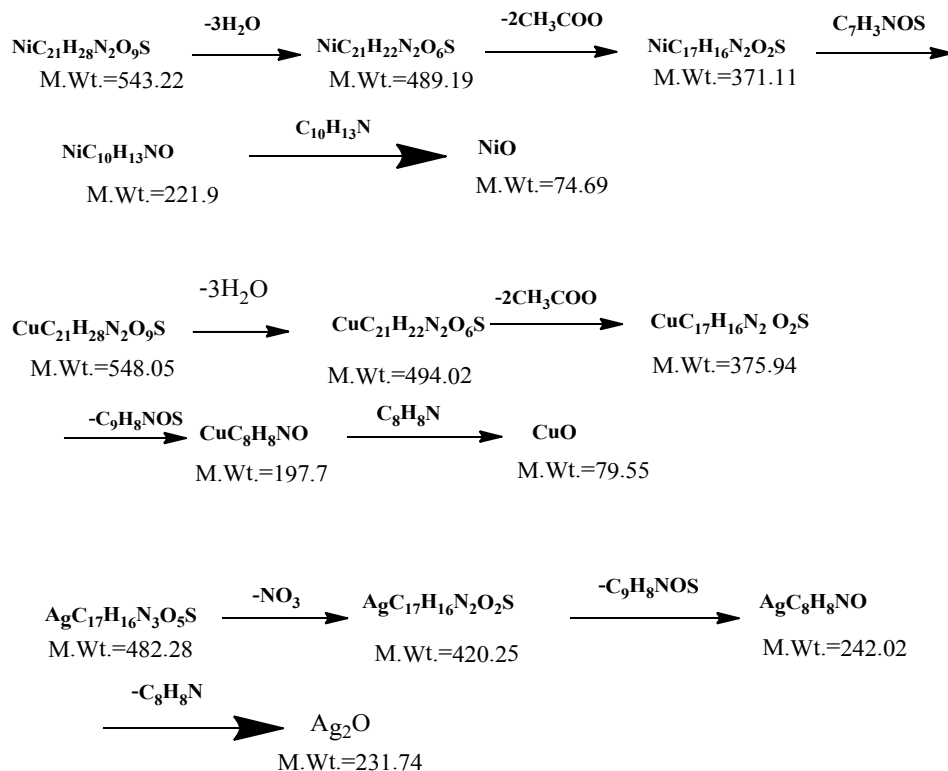 -3H₂O -2CH₃COO C₇H₃NOS
NiC₂₁H₂₈N₂O₉S NiC₂₁H₂₂N₂O₆S NiC₁₇H₁₆N₂O₂S
M.Wt.=543.22 M.Wt.=489.19 M.Wt.=371.11
C₁₀H₁₃N
NiC₁₀H₁₃NO NiO
M.Wt.=221.9 M.Wt.=74.69
-3H₂O -2CH₃COO
CuC₂₁H₂₈N₂O₉S CuC₂₁H₂₂N₂O₆S CuC₁₇H₁₆N₂ O₂S
M.Wt.=548.05 M.Wt.=494.02 M.Wt.=375.94
-C₉H₈NOS C₈H₈N
CuC₈H₈NO CuO
M.Wt.=197.7 M.Wt.=79.55
-NO₃ -C₉H₈NOS
AgC₁₇H₁₆N₃O₅S AgC₁₇H₁₆N₂O₂S AgC₈H₈NO
M.Wt.=482.28 M.Wt.=420.25 M.Wt.=242.02
-C₈H₈N
Ag₂O
M.Wt.=231.74